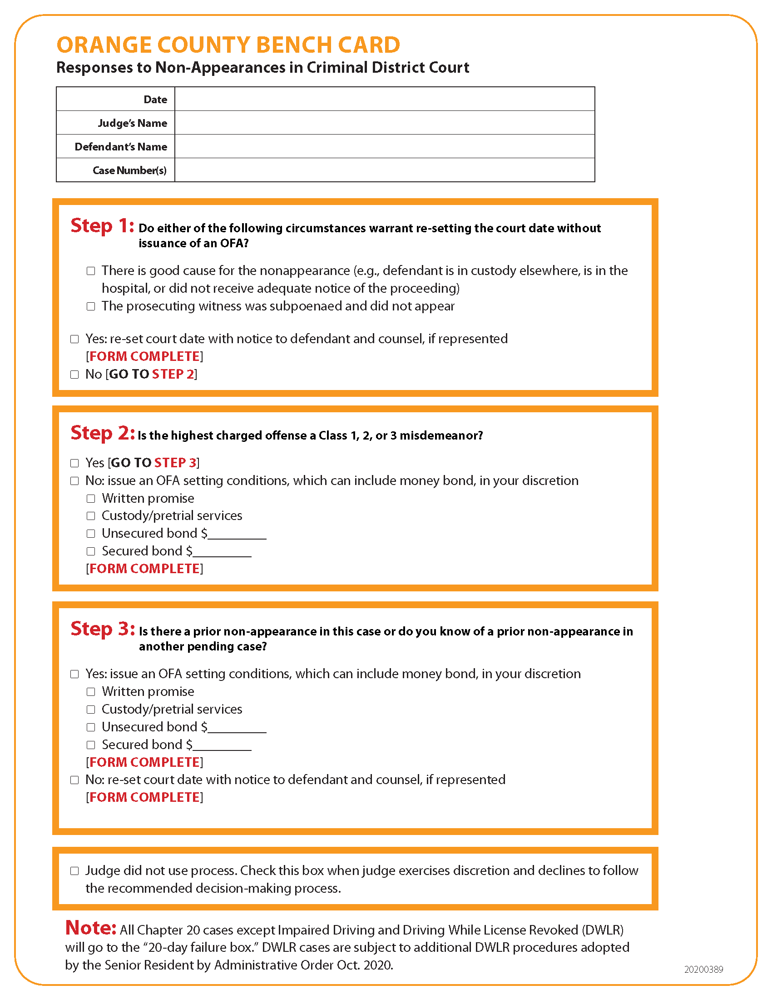 ORANGE COUNTY BENCH CARD
Responses to Non-Appearances in Criminal District Court
Date
Judge's Name
Defendant's Name
Case Number(s)
Step 1: Do either of the following circumstances warrant re-setting the court date without
issuance of an OFA?
☐ There is good cause for the nonappearance (e.g., defendant is in custody elsewhere, is in the
hospital, or did not receive adequate notice of the proceeding)
☐ The prosecuting witness was subpoenaed and did not appear
☐ Yes: re-set court date with notice to defendant and counsel, if represented
[FORM COMPLETE]
☐ No [GO TO STEP 2]
Step 2: Is the highest charged offense a Class 1, 2, or 3 misdemeanor?
☐ Yes [GO TO STEP 3]
☐ No: issue an OFA setting conditions, which can include money bond, in your discretion
☐ Written promise
☐ Custody/pretrial services
☐ Unsecured bond $_________
☐ Secured bond $_________
[FORM COMPLETE]
Step 3: Is there a prior non-appearance in this case or do you know of a prior non-appearance in
another pending case?
☐ Yes: issue an OFA setting conditions, which can include money bond, in your discretion
☐ Written promise
☐ Custody/pretrial services
☐ Unsecured bond $_________
☐ Secured bond $_________
[FORM COMPLETE]
☐ No: re-set court date with notice to defendant and counsel, if represented
[FORM COMPLETE]
☐ Judge did not use process. Check this box when judge exercises discretion and declines to follow
the recommended decision-making process.
Note: All Chapter 20 cases except Impaired Driving and Driving While License Revoked (DWLR)
will go to the “20-day failure box.” DWLR cases are subject to additional DWLR procedures adopted
by the Senior Resident by Administrative Order Oct. 2020.
20200389